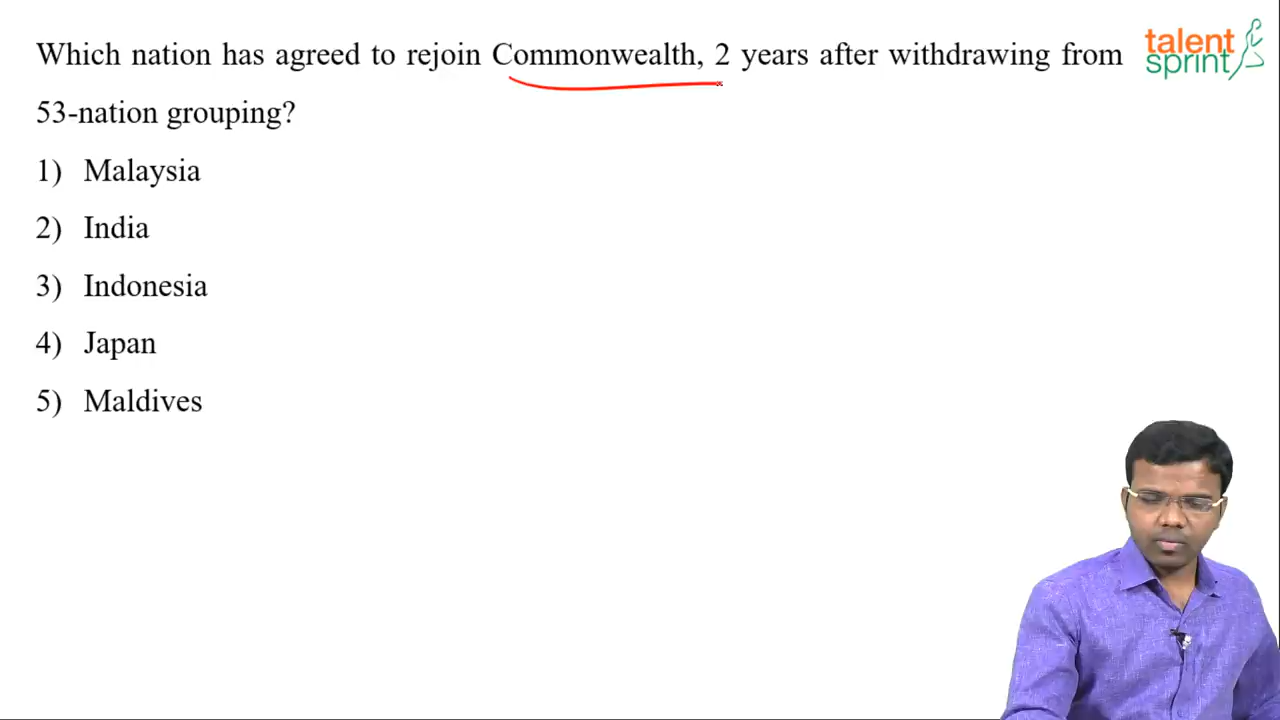 Which nation has agreed to rejoin Commonwealth, 2 years after withdrawing from
53-nation grouping?
1) Malaysia
2) India
3) Indonesia
4) Japan
5) Maldives
talent
sprint